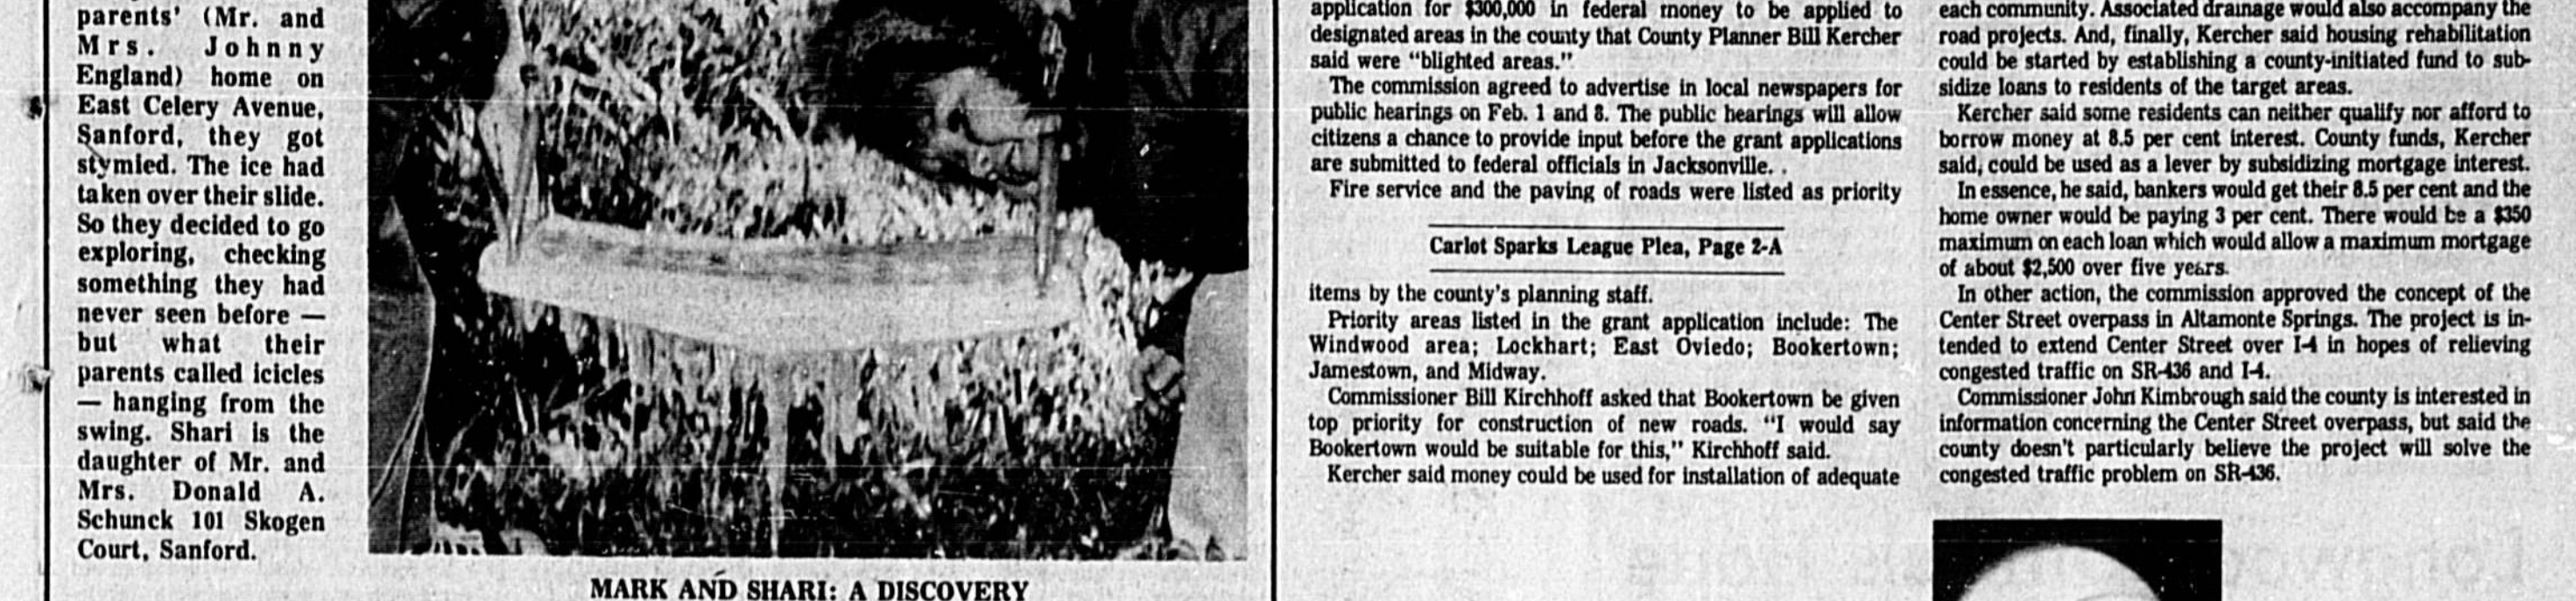 parents' (Mr. and
Mrs. Johnny
England) home on
East Celery Avenue,
Sanford, they got
stymied. The ice had
taken over their slide.
So they decided to go
exploring, checking
something they had
never seen before —
but what their
parents called icicles
— hanging from the
swing. Shari is the
daughter of Mr. and
Mrs. Donald A.
Schunck 101 Skogen
Court, Sanford.
MARK AND SHARI: A DISCOVERY
application for $300,000 in federal money to be applied to
designated areas in the county that County Planner Bill Kercher
said were "blighted areas."
The commission agreed to advertise in local newspapers for
public hearings on Feb. 1 and 8. The public hearings will allow
citizens a chance to provide input before the grant applications
are submitted to federal officials in Jacksonville. .
Fire service and the paving of roads were listed as priority
Carlot Sparks League Plea, Page 2-A
items by the county's planning staff.
Priority areas listed in the grant application include: The
Windwood area; Lockhart; East Oviedo; Bookertown;
Jamestown, and Midway.
Commissioner Bill Kirchhoff asked that Bookertown be given
top priority for construction of new roads. "I would say
Bookertown would be suitable for this," Kirchhoff said.
Kercher said money could be used for installation of adequate
each community. Associated drainage would also accompany the
road projects. And, finally, Kercher said housing rehabilitation
could be started by establishing a county-initiated fund to sub-
sidize loans to residents of the target areas.
Kercher said some residents can neither qualify nor afford to
borrow money at 8.5 per cent interest. County funds, Kercher
said, could be used as a lever by subsidizing mortgage interest.
In essence, he said, bankers would get their 8.5 per cent and the
home owner would be paying 3 per cent. There would be a $350
maximum on each loan which would allow a maximum mortgage
of about $2,500 over five years.
In other action, the commission approved the concept of the
Center Street overpass in Altamonte Springs. The project is in-
tended to extend Center Street over I-4 in hopes of relieving
congested traffic on SR-436 and I-4.
Commissioner John Kimbrough said the county is interested in
information concerning the Center Street overpass, but said the
county doesn't particularly believe the project will solve the
congested traffic problem on SR-436.